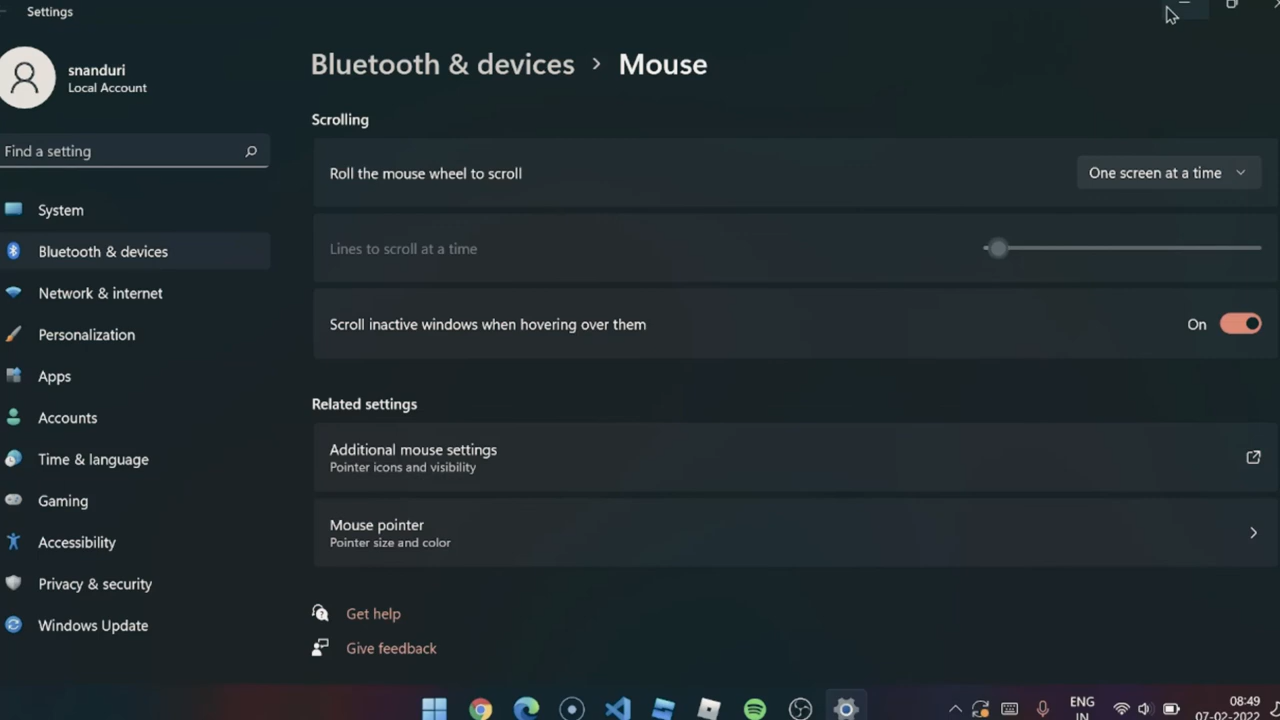 Settings
snanduri
Local Account
Find a setting
System
Bluetooth & devices
Network & internet
Personalization
Apps
Accounts
Time & language
Gaming
Accessibility
Privacy & security
Windows Update
Bluetooth & devices > Mouse
Scrolling
Roll the mouse wheel to scroll
One screen at a time
Lines to scroll at a time
Scroll inactive windows when hovering over them
On
Related settings
Additional mouse settings
Pointer icons and visibility
Mouse pointer
Pointer size and color
Get help
Give feedback
ENG
IN
08:49
07-02-2022